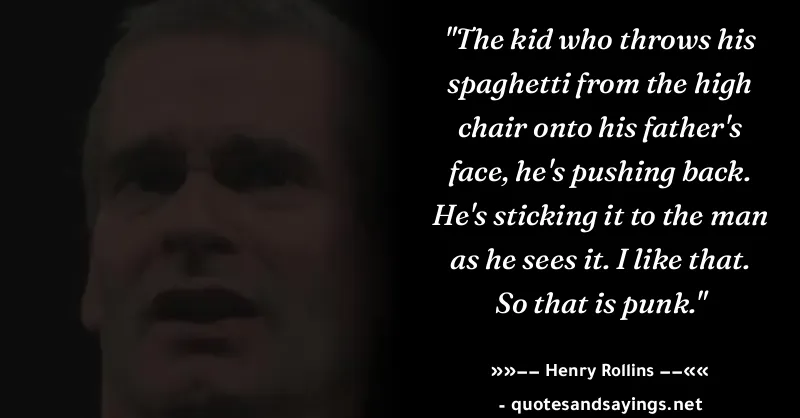 "The kid who throws his
spaghetti from the high
chair onto his father's
face, he's pushing back.
He's sticking it to the man
as he sees it. I like that.
So that is punk."
»»–– Henry Rollins ––««
- quotesandsayings.net